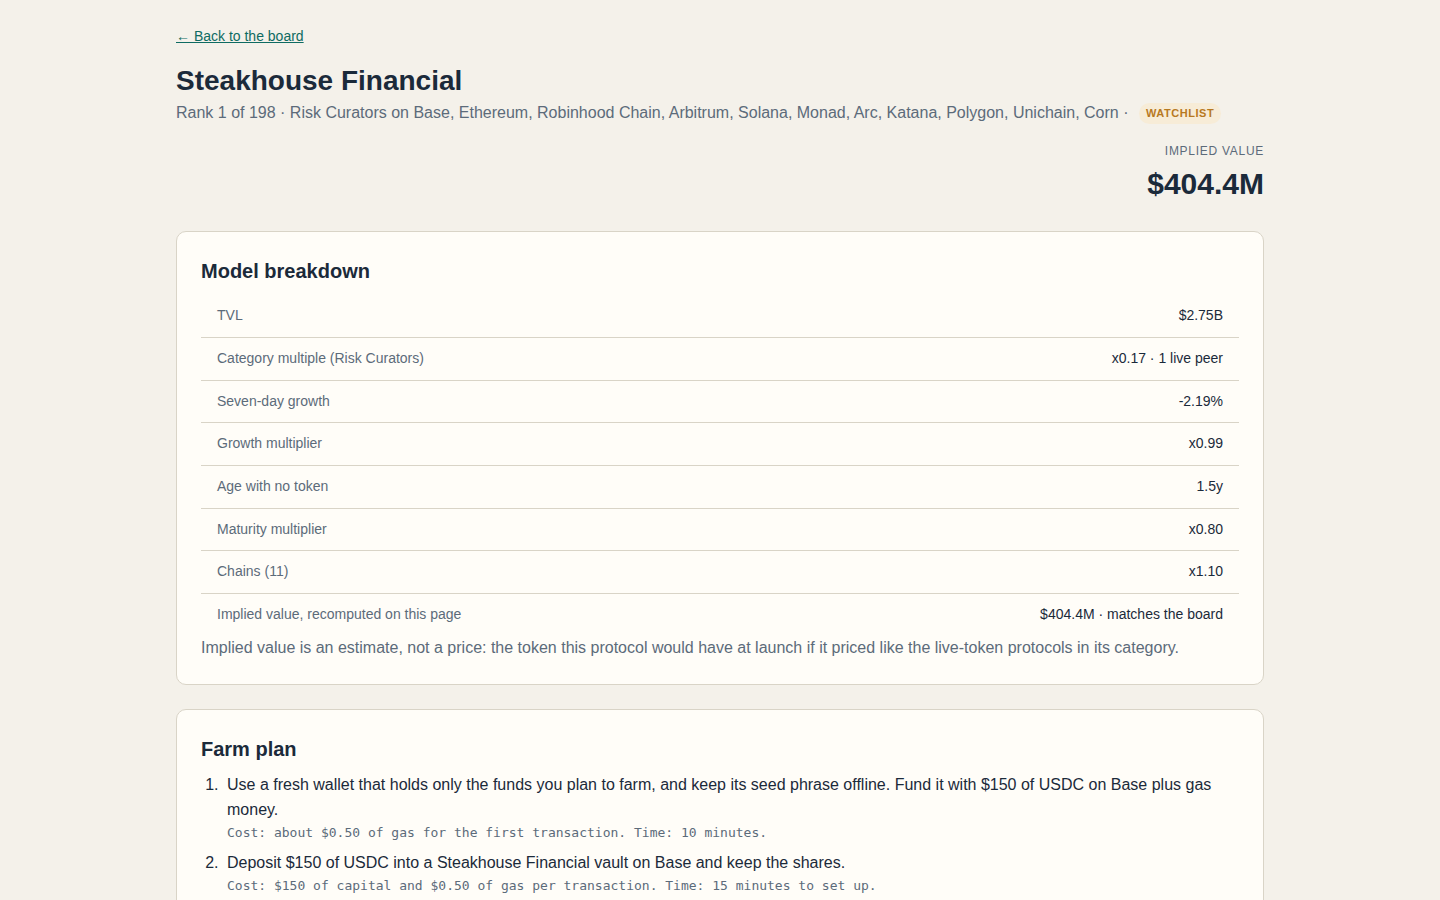 ← Back to the board
Steakhouse Financial
Rank 1 of 198 · Risk Curators on Base, Ethereum, Robinhood Chain, Arbitrum, Solana, Monad, Arc, Katana, Polygon, Unichain, Corn · WATCHLIST
IMPLIED VALUE
$404.4M
Model breakdown
TVL $2.75B
Category multiple (Risk Curators) x0.17 · 1 live peer
Seven-day growth -2.19%
Growth multiplier x0.99
Age with no token 1.5y
Maturity multiplier x0.80
Chains (11) x1.10
Implied value, recomputed on this page $404.4M · matches the board
Implied value is an estimate, not a price: the token this protocol would have at launch if it priced like the live-token protocols in its category.
Farm plan
1. Use a fresh wallet that holds only the funds you plan to farm, and keep its seed phrase offline. Fund it with $150 of USDC on Base plus gas
money.
Cost: about $0.50 of gas for the first transaction. Time: 10 minutes.
2. Deposit $150 of USDC into a Steakhouse Financial vault on Base and keep the shares.
Cost: $150 of capital and $0.50 of gas per transaction. Time: 15 minutes to set up.